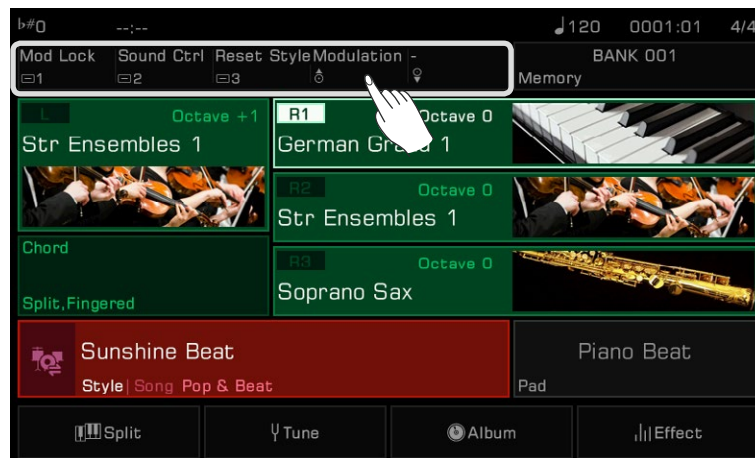 ♭♯0 --:-- ♩120 0001:01 4/4
Mod Lock Sound Ctrl Reset Style Modulation -
1 2 3
BANK 001
Memory
L Octave +1
Str Ensembles 1
R1 Octave 0
German Gr nd 1
R2 Octave 0
Str Ensembles 1
Chord
Split,Fingered
R3 Octave 0
Soprano Sax
Sunshine Beat
Style| Song Pop & Beat
Piano Beat
Pad
Split Tune Album Effect